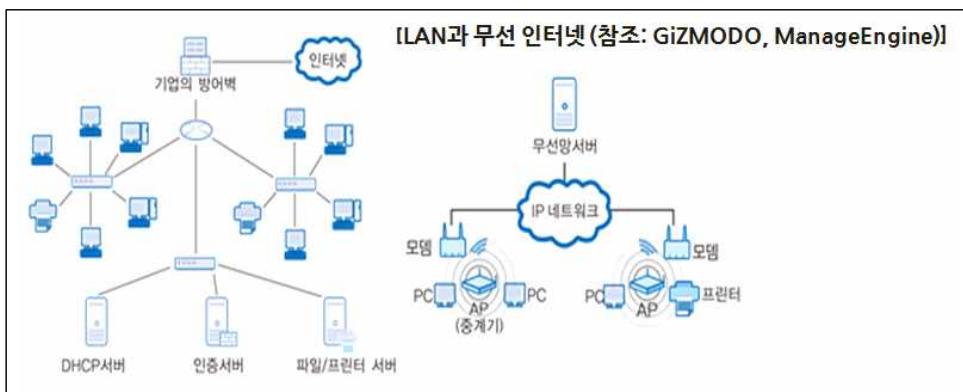 [LAN과 무선 인터넷 (참조: GiZMODO, ManageEngine)]
인터넷
기업의 방어벽
DHCP서버
인증서버
파일/프린터 서버
무선망서버
IP 네트워크
모뎀
모뎀
PC
PC
AP
(중계기)
PC
AP
프린터